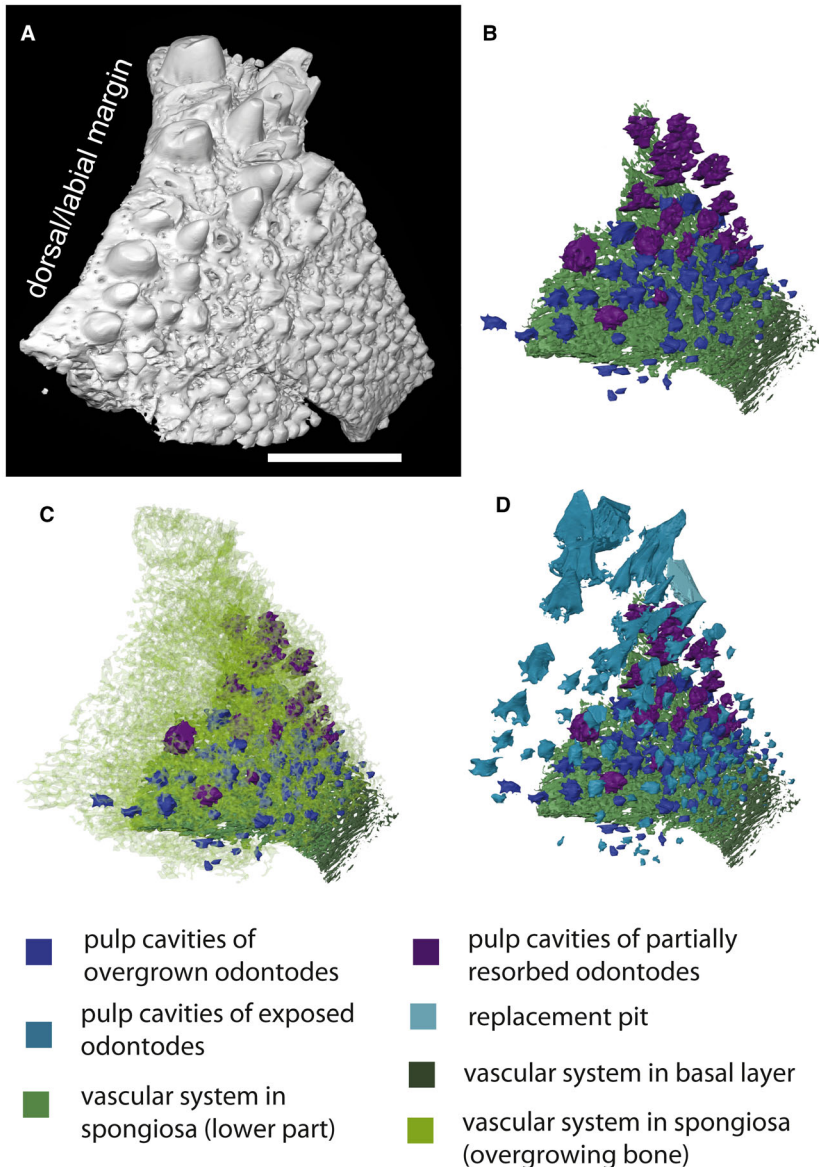 A
dorsal/labial margin
B
C
D
pulp cavities of
overgrown odontodes
pulp cavities of exposed
odontodes
vascular system in
spongiosa (lower part)
pulp cavities of partially
resorbed odontodes
replacement pit
vascular system in basal layer
vascular system in spongiosa
(overgrowing bone)